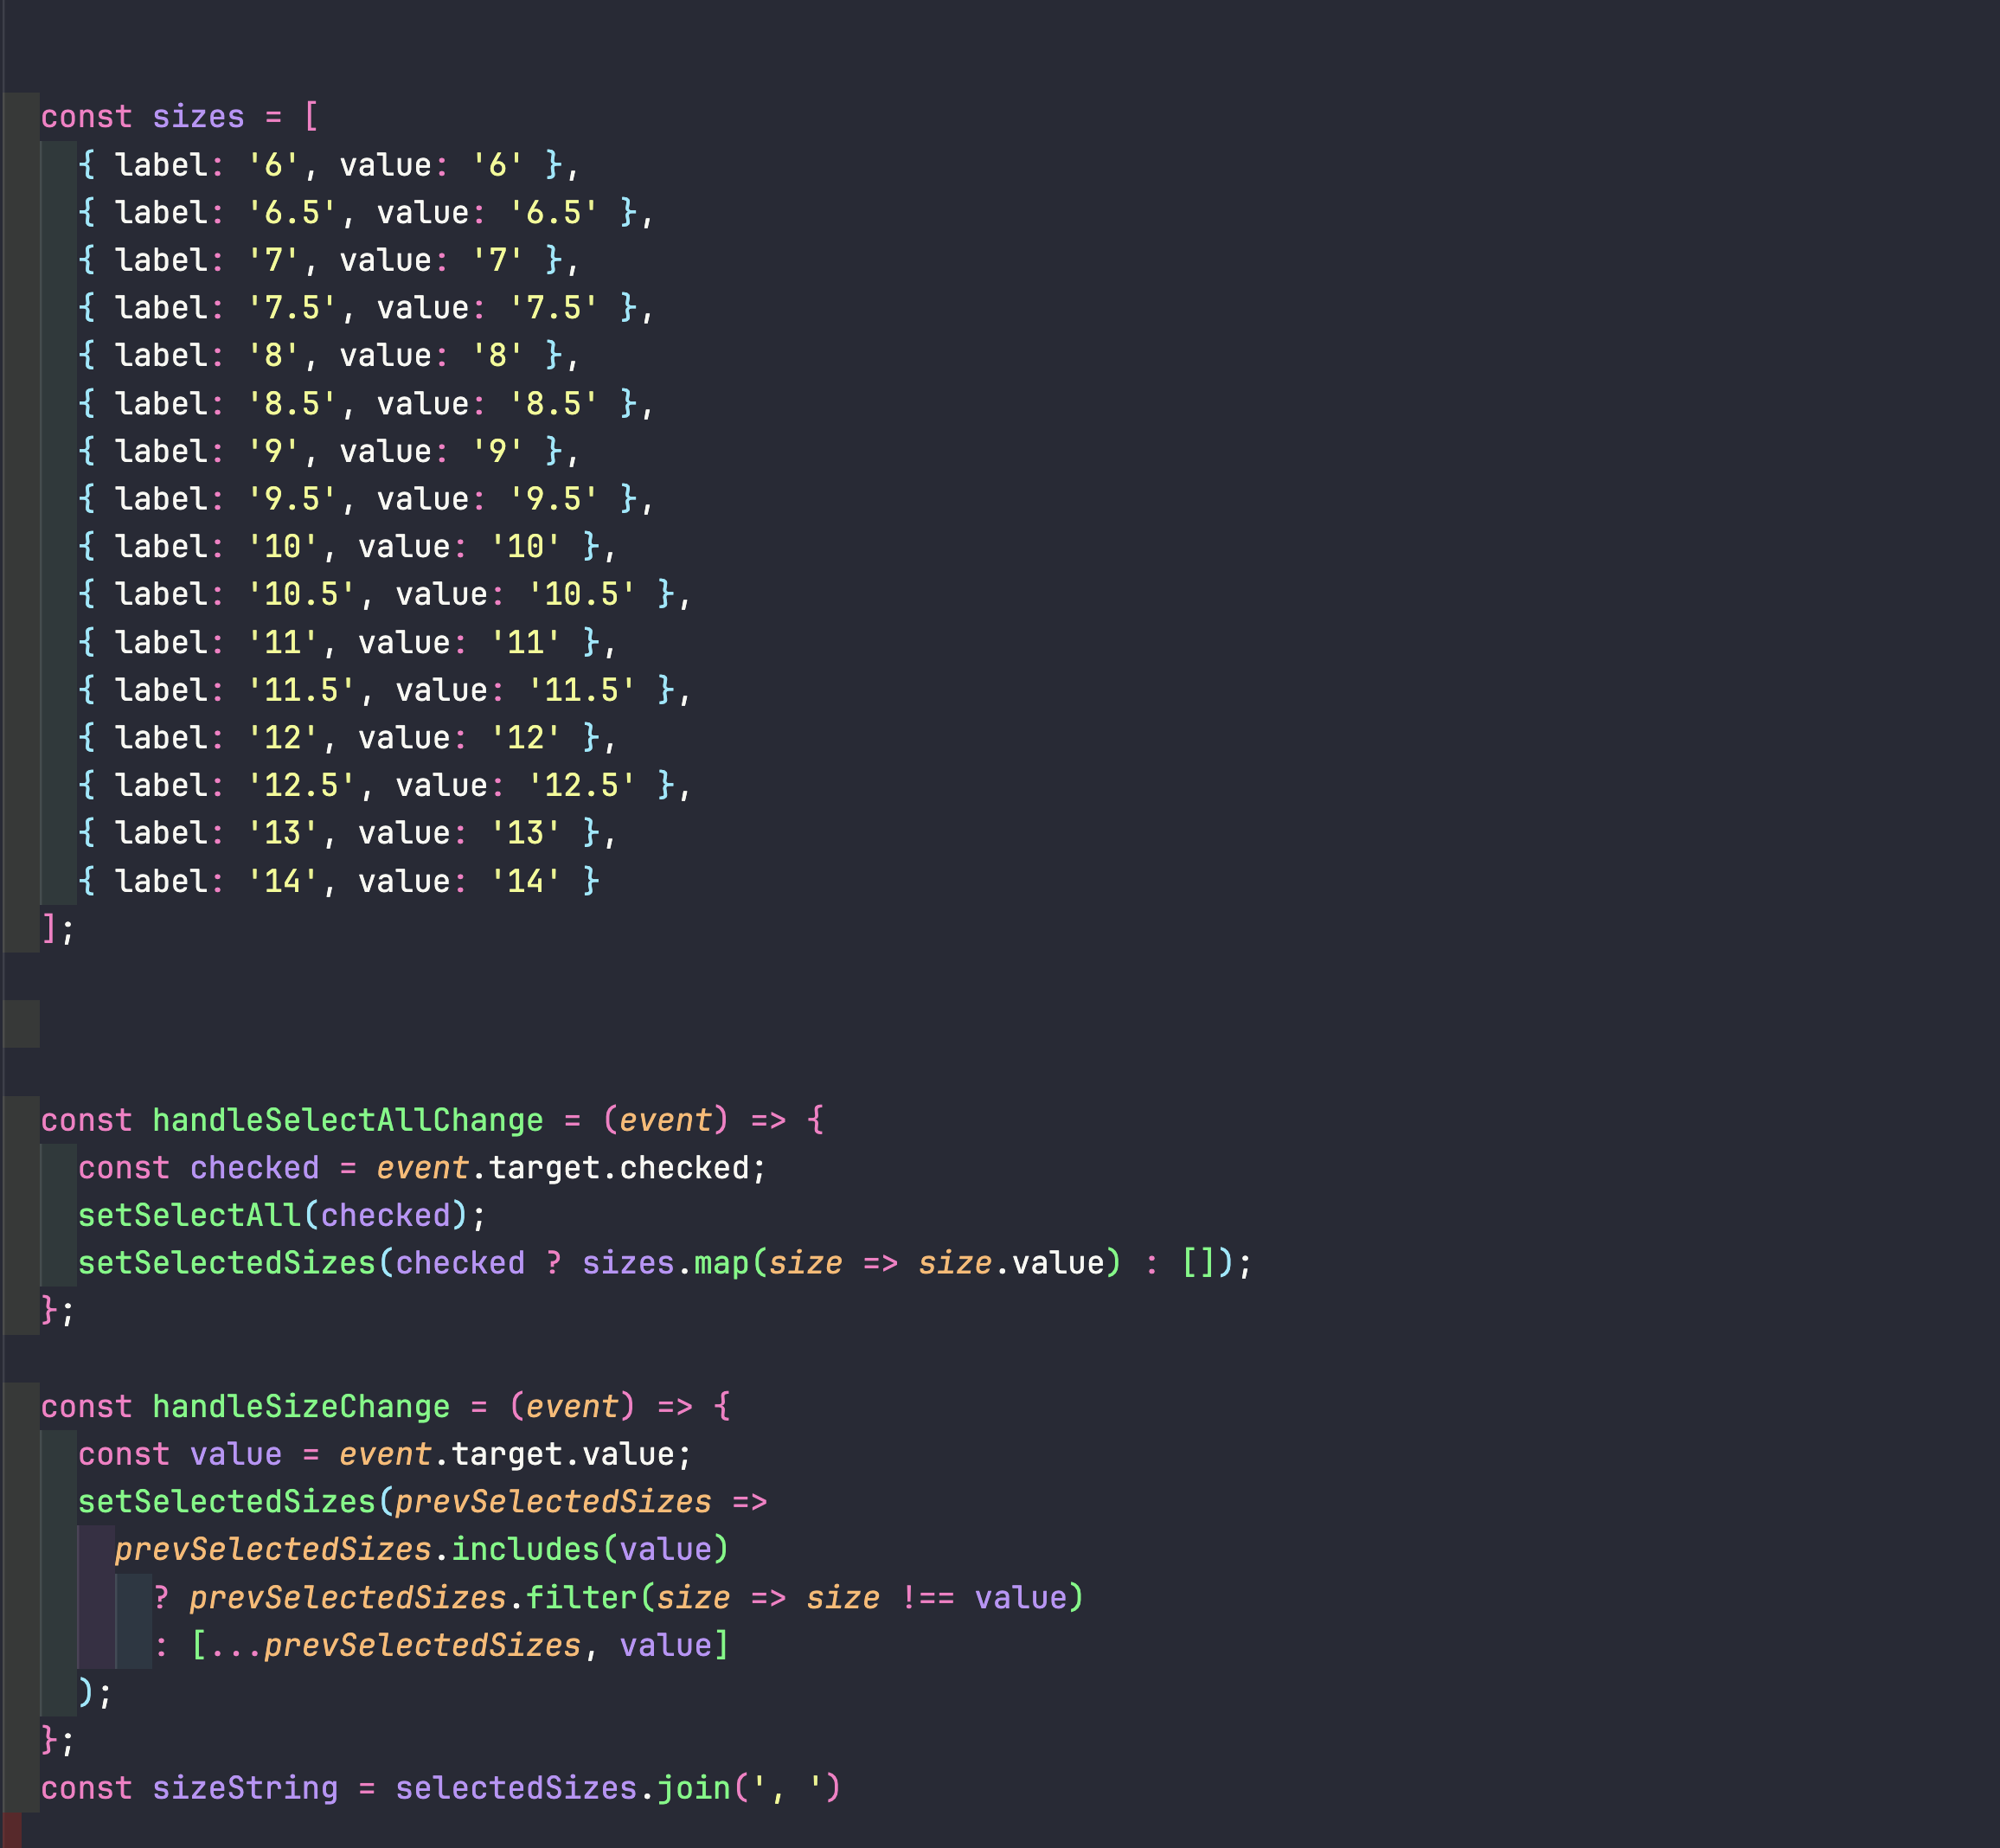 const sizes = [
  { label: '6', value: '6' },
  { label: '6.5', value: '6.5' },
  { label: '7', value: '7' },
  { label: '7.5', value: '7.5' },
  { label: '8', value: '8' },
  { label: '8.5', value: '8.5' },
  { label: '9', value: '9' },
  { label: '9.5', value: '9.5' },
  { label: '10', value: '10' },
  { label: '10.5', value: '10.5' },
  { label: '11', value: '11' },
  { label: '11.5', value: '11.5' },
  { label: '12', value: '12' },
  { label: '12.5', value: '12.5' },
  { label: '13', value: '13' },
  { label: '14', value: '14' }
];
const handleSelectAllChange = (event) => {
  const checked = event.target.checked;
  setSelectAll(checked);
  setSelectedSizes(checked ? sizes.map(size => size.value) : []);
};
const handleSizeChange = (event) => {
  const value = event.target.value;
  setSelectedSizes(prevSelectedSizes =>
    prevSelectedSizes.includes(value)
      ? prevSelectedSizes.filter(size => size !== value)
      : [...prevSelectedSizes, value]
  );
};
const sizeString = selectedSizes.join(', ')